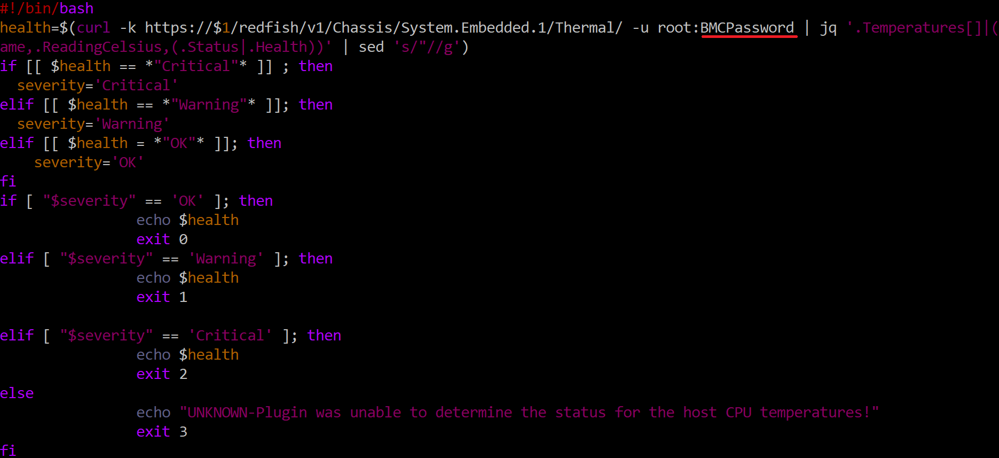 #!/bin/bash
health=$(curl -k https://$1/redfish/v1/Chassis/System.Embedded.1/Thermal/ -u root:BMCPassword | jq '.Temperatures[]|(
ame,.ReadingCelsius,(.Status|.Health))' | sed 's/"//g')
if [[ $health == *"Critical"* ]] ; then
  severity='Critical'
elif [[ $health == *"Warning"* ]]; then
  severity='Warning'
elif [[ $health = *"OK"* ]]; then
    severity='OK'
fi
if [ "$severity" == 'OK' ]; then
                echo $health
                exit 0
elif [ "$severity" == 'Warning' ]; then
                echo $health
                exit 1

elif [ "$severity" == 'Critical' ]; then
                echo $health
                exit 2
else
                echo "UNKNOWN-Plugin was unable to determine the status for the host CPU temperatures!"
                exit 3
fi